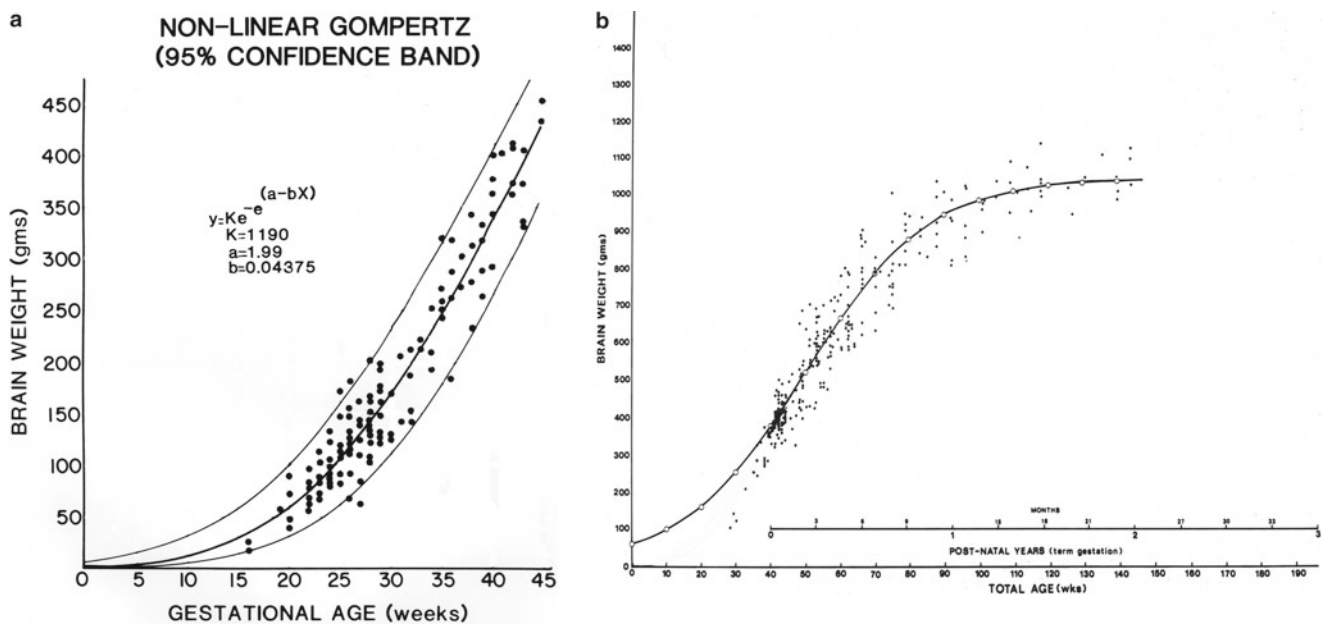 a
NON-LINEAR GOMPERTZ
(95% CONFIDENCE BAND)
450
400
350
300
250
200
150
100
50
BRAIN WEIGHT (gms)
(a-bX)
y=Ke-e
K=1190
a=1.99
b=0.04375
0 5 10 15 20 25 30 35 40 45
GESTATIONAL AGE (weeks)
b
1400
1300
1200
1100
1000
900
800
700
600
500
400
300
200
100
0
BRAIN WEIGHT (gms)
MONTHS
3 6 9 15 18 21 27 30 33
0 1 2 3
POST-NATAL YEARS (term gestation)
0 10 20 30 40 50 60 70 80 90 100 110 120 130 140 150 160 170 180 190
TOTAL AGE (wks)